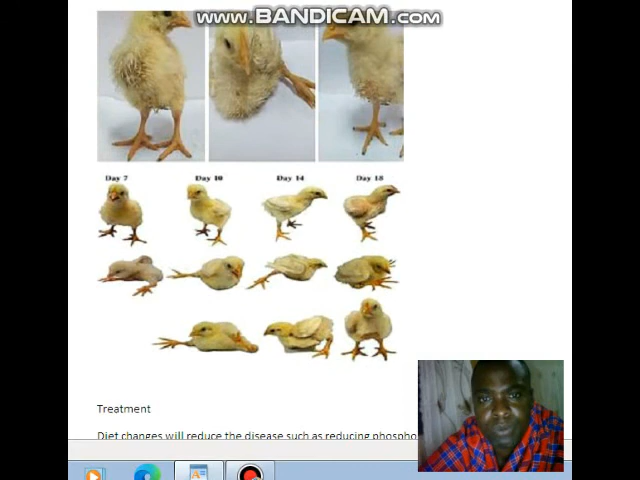 www.BANDICAM.com
Day 7 Day 10 Day 14 Day 18
Treatment
Diet changes will reduce the disease such as reducing phospho